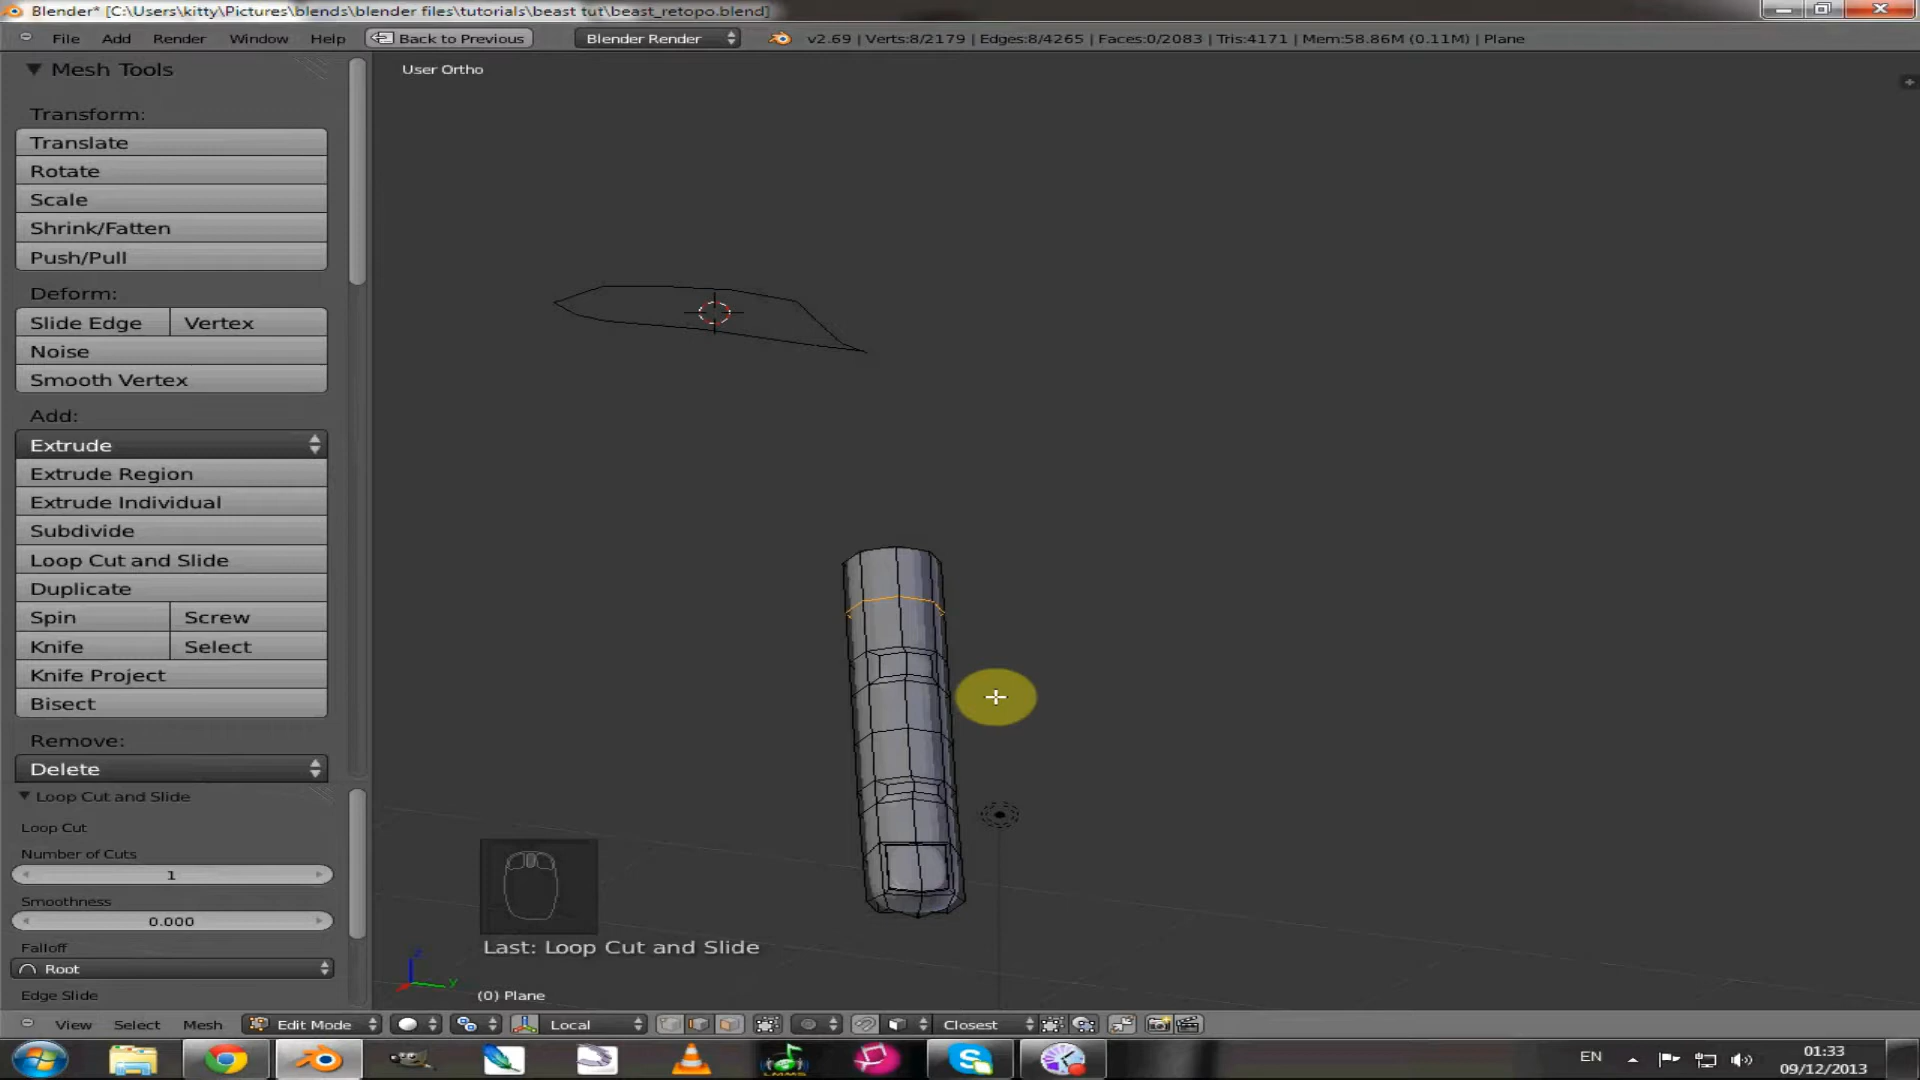 Blender* [C:\Users\kitty\Pictures\blends\blender files\tutorials\beast tut\beast_retopo.blend]
File Add Render Window Help Back to Previous Blender Render v2.69 | Verts:8/2179 | Edges:8/4265 | Faces:0/2083 | Tris:4171 | Mem:58.86M (0.11M) | Plane
Mesh Tools
User Ortho
Transform:
Translate
Rotate
Scale
Shrink/Fatten
Push/Pull
Deform:
Slide Edge Vertex
Noise
Smooth Vertex
Add:
Extrude
Extrude Region
Extrude Individual
Subdivide
Loop Cut and Slide
Duplicate
Spin Screw
Knife Select
Knife Project
Bisect
Remove:
Delete
Loop Cut and Slide
Loop Cut
Number of Cuts
1
Smoothness
0.000
Falloff
Root
Edge Slide
Last: Loop Cut and Slide
z
y
(0) Plane
View Select Mesh Edit Mode Local Closest
LMMS
EN
01:33
09/12/2013